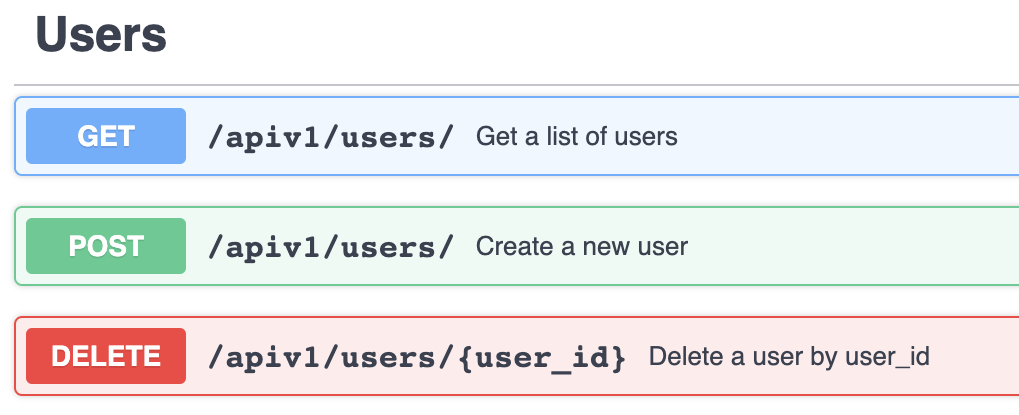 Users
GET /apiv1/users/ Get a list of users
POST /apiv1/users/ Create a new user
DELETE /apiv1/users/{user_id} Delete a user by user_id